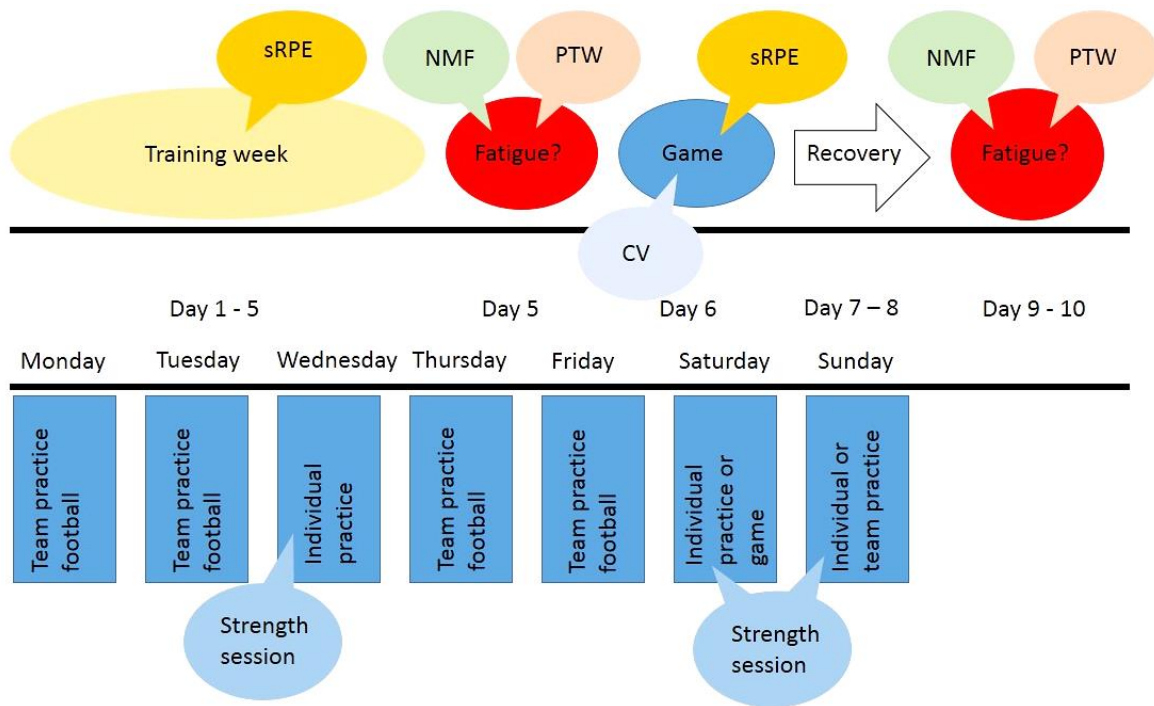 sRPE
NMF
PTW
sRPE
NMF
PTW
Training week
Fatigue?
Game
Recovery
Fatigue?
CV
Day 1 - 5
Day 5
Day 6
Day 7 – 8
Day 9 - 10
Monday
Tuesday
Wednesday
Thursday
Friday
Saturday
Sunday
Team practice
football
Team practice
football
Individual
practice
Team practice
football
Team practice
football
Individual
practice or
game
Individual or
team practice
Strength
session
Strength
session